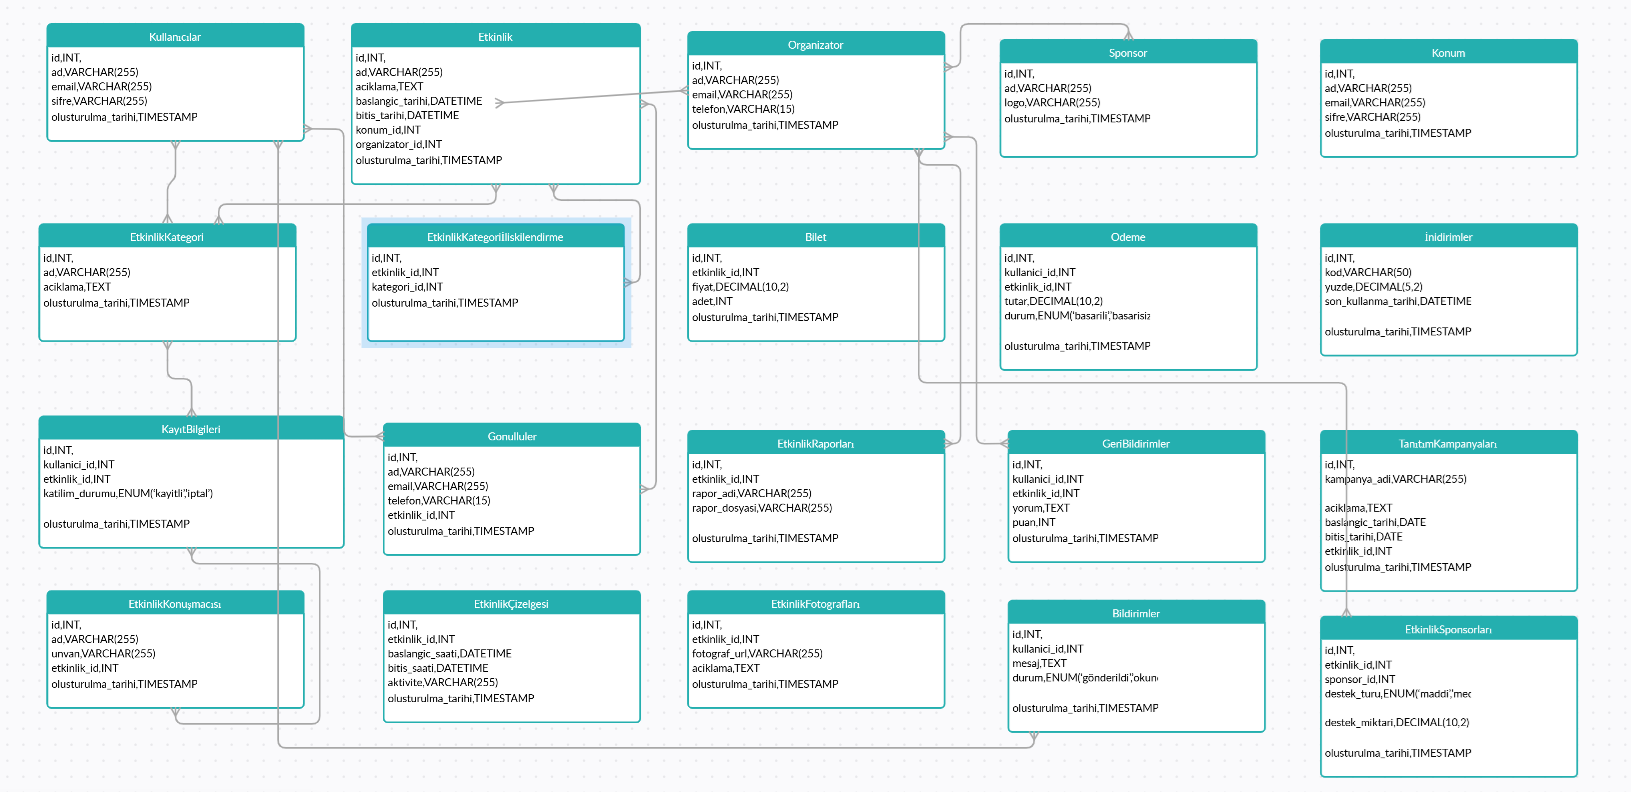 Kullanıcılar
id,INT,
ad,VARCHAR(255)
email,VARCHAR(255)
sifre,VARCHAR(255)
olusturulma_tarihi,TIMESTAMP
Etkinlik
id,INT,
ad,VARCHAR(255)
aciklama,TEXT
baslangic_tarihi,DATETIME
bitis_tarihi,DATETIME
konum_id,INT
organizator_id,INT
olusturulma_tarihi,TIMESTAMP
Organizator
id,INT,
ad,VARCHAR(255)
email,VARCHAR(255)
telefon,VARCHAR(15)
olusturulma_tarihi,TIMESTAMP
Sponsor
id,INT,
ad,VARCHAR(255)
logo,VARCHAR(255)
olusturulma_tarihi,TIMESTAMP
Konum
id,INT,
ad,VARCHAR(255)
email,VARCHAR(255)
sifre,VARCHAR(255)
olusturulma_tarihi,TIMESTAMP
EtkinlikKategori
id,INT,
ad,VARCHAR(255)
aciklama,TEXT
olusturulma_tarihi,TIMESTAMP
EtkinlikKategoriİliskilendirme
id,INT,
etkinlik_id,INT
kategori_id,INT
olusturulma_tarihi,TIMESTAMP
Bilet
id,INT,
etkinlik_id,INT
fiyat,DECIMAL(10,2)
adet,INT
olusturulma_tarihi,TIMESTAMP
Odeme
id,INT,
kullanici_id,INT
etkinlik_id,INT
tutar,DECIMAL(10,2)
durum,ENUM('basarili','basarisiz
olusturulma_tarihi,TIMESTAMP
İnidirimler
id,INT,
kod,VARCHAR(50)
yuzde,DECIMAL(5,2)
son_kullanma_tarihi,DATETIME
olusturulma_tarihi,TIMESTAMP
KayıtBilgileri
id,INT,
kullanici_id,INT
etkinlik_id,INT
katilim_durumu,ENUM('kayitli','iptal')
olusturulma_tarihi,TIMESTAMP
Gonulluler
id,INT,
ad,VARCHAR(255)
email,VARCHAR(255)
telefon,VARCHAR(15)
etkinlik_id,INT
olusturulma_tarihi,TIMESTAMP
EtkinlikRaporları
id,INT,
etkinlik_id,INT
rapor_adi,VARCHAR(255)
rapor_dosyasi,VARCHAR(255)
olusturulma_tarihi,TIMESTAMP
GeriBildirimler
id,INT,
kullanici_id,INT
etkinlik_id,INT
yorum,TEXT
puan,INT
olusturulma_tarihi,TIMESTAMP
TanıtımKampanyaları
id,INT,
kampanya_adi,VARCHAR(255)
aciklama,TEXT
baslangic_tarihi,DATE
bitis_tarihi,DATE
etkinlik_id,INT
olusturulma_tarihi,TIMESTAMP
EtkinlikKonuşmacısı
id,INT,
ad,VARCHAR(255)
unvan,VARCHAR(255)
etkinlik_id,INT
olusturulma_tarihi,TIMESTAMP
EtkinlikÇizelgesi
id,INT,
etkinlik_id,INT
baslangic_saati,DATETIME
bitis_saati,DATETIME
aktivite,VARCHAR(255)
olusturulma_tarihi,TIMESTAMP
EtkinlikFotografları
id,INT,
etkinlik_id,INT
fotograf_url,VARCHAR(255)
aciklama,TEXT
olusturulma_tarihi,TIMESTAMP
Bildirimler
id,INT,
kullanici_id,INT
mesaj,TEXT
durum,ENUM('gönderildi','okun
olusturulma_tarihi,TIMESTAMP
EtkinlikSponsorları
id,INT,
etkinlik_id,INT
sponsor_id,INT
destek_turu,ENUM('maddi','med
destek_miktari,DECIMAL(10,2)
olusturulma_tarihi,TIMESTAMP